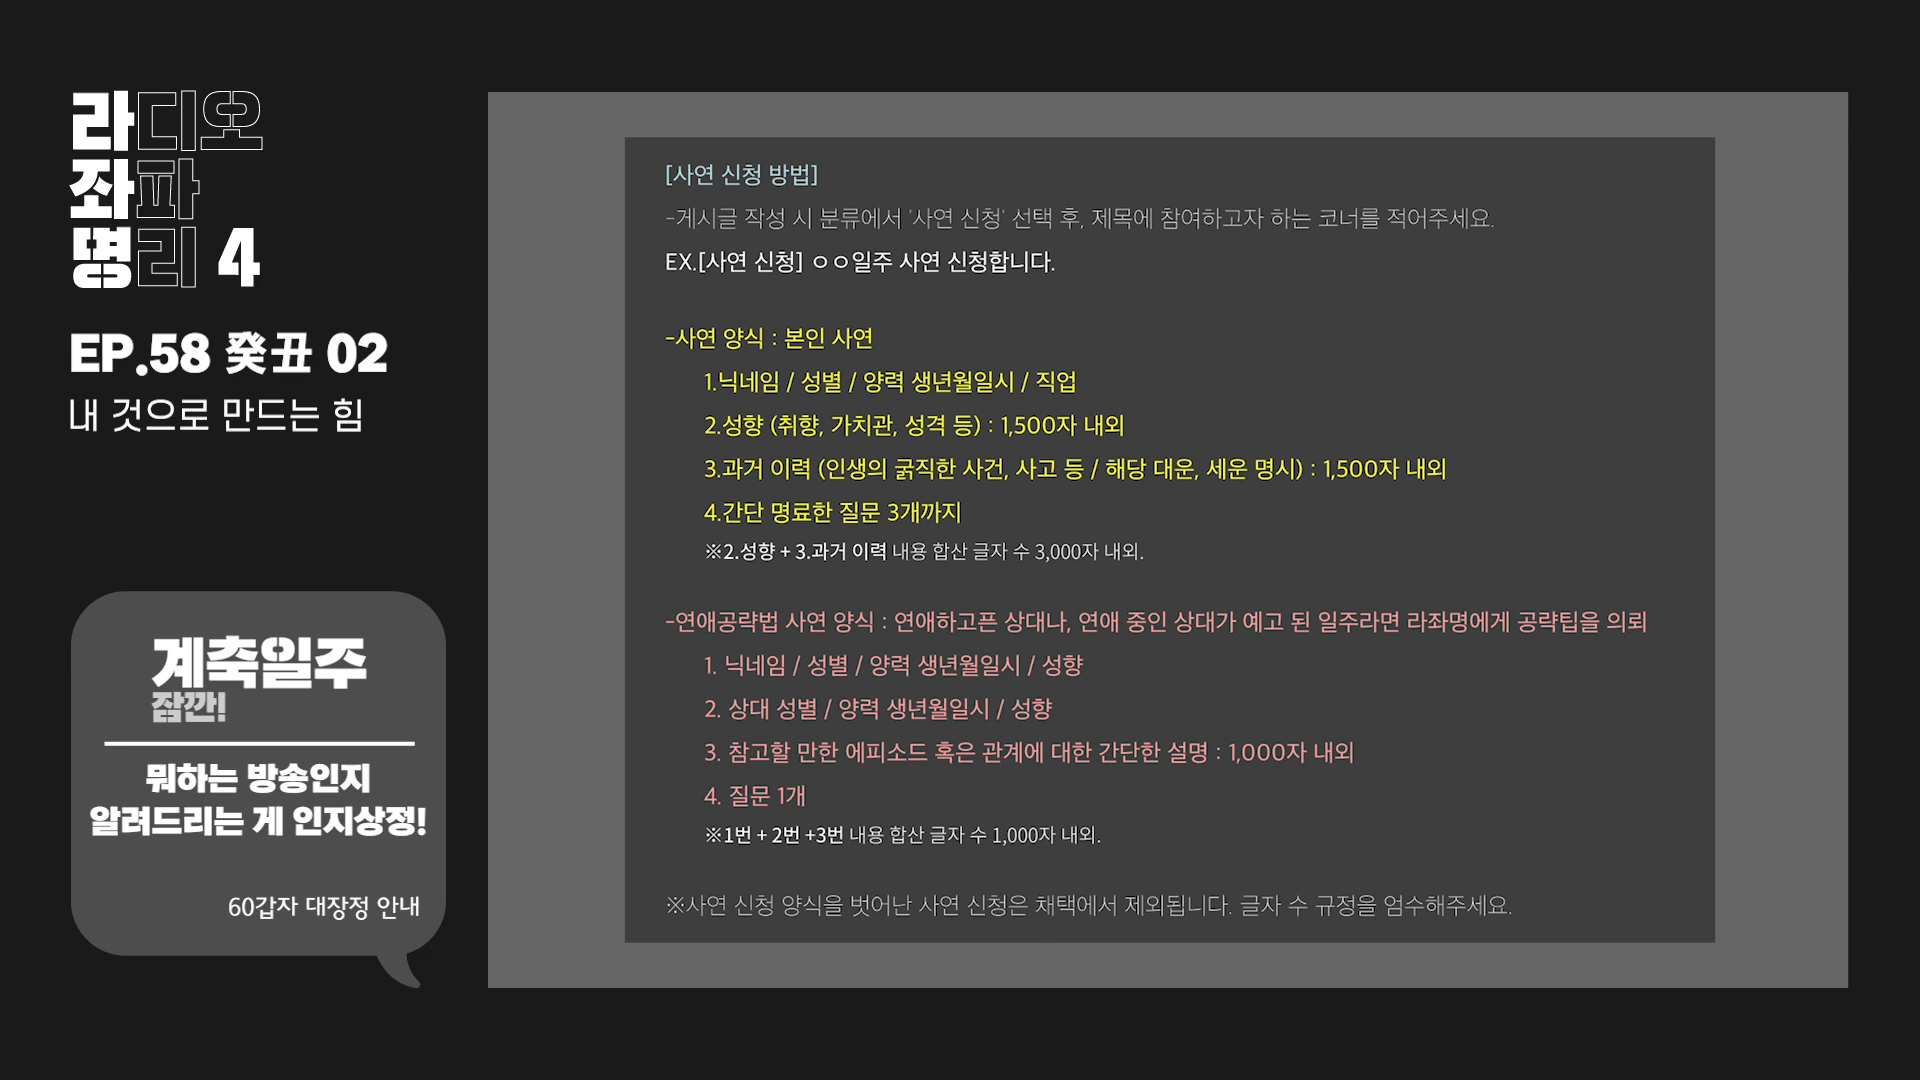 라디오
좌파
명리 4
EP.58 癸丑 02
내 것으로 만드는 힘
계축일주
잠깐!
뭐하는 방송인지
알려드리는 게 인지상정!
60갑자 대장정 안내
[사연 신청 방법]
-게시글 작성 시 분류에서 '사연 신청' 선택 후, 제목에 참여하고자 하는 코너를 적어주세요.
EX.[사연 신청] ㅇㅇ일주 사연 신청합니다.
-사연 양식 : 본인 사연
1.닉네임 / 성별 / 양력 생년월일시 / 직업
2.성향 (취향, 가치관, 성격 등) : 1,500자 내외
3.과거 이력 (인생의 굵직한 사건, 사고 등 / 해당 대운, 세운 명시) : 1,500자 내외
4.간단 명료한 질문 3개까지
※2.성향 + 3.과거 이력 내용 합산 글자 수 3,000자 내외.
-연애공략법 사연 양식 : 연애하고픈 상대나, 연애 중인 상대가 예고 된 일주라면 라좌명에게 공략팁을 의뢰
1. 닉네임 / 성별 / 양력 생년월일시 / 성향
2. 상대 성별 / 양력 생년월일시 / 성향
3. 참고할 만한 에피소드 혹은 관계에 대한 간단한 설명 : 1,000자 내외
4. 질문 1개
※1번 + 2번 +3번 내용 합산 글자 수 1,000자 내외.
※사연 신청 양식을 벗어난 사연 신청은 채택에서 제외됩니다. 글자 수 규정을 엄수해주세요.